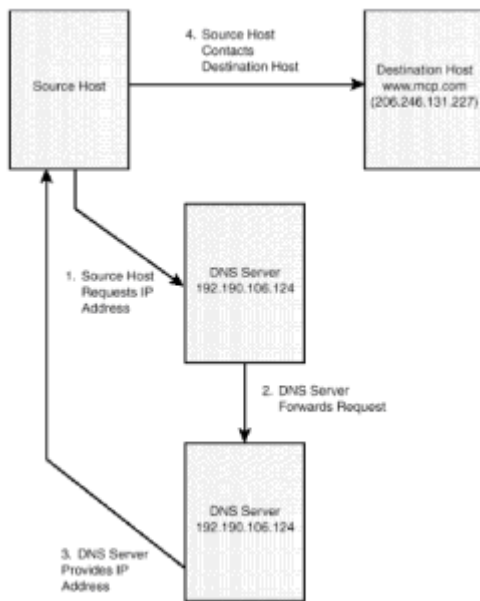 4. Source Host
Contacts
Destination Host
Source Host
Destination Host
www.mcp.com
(206.246.131.227)
1. Source Host
Requests IP
Address
DNS Server
192.190.106.124
2. DNS Server
Forwards Request
DNS Server
192.190.106.124
3. DNS Server
Provides IP
Address